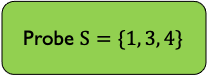 Probe S = {1, 3, 4}